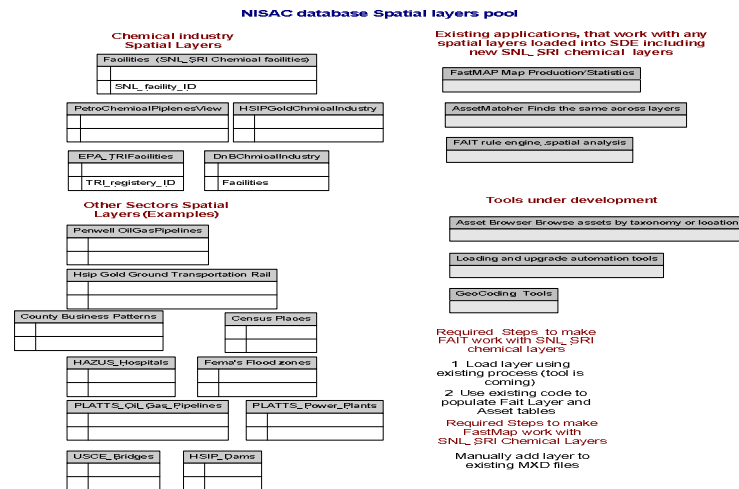 NISAC database Spatial layers pool
Chemical industry
Spatial Layers
Facilities (SNL_SRI Chemical facilities)
SNL_facility_ID
PetroChemicalPiplenesView
HSIPGoldChmicalIndustry
EPA_TRIFacilities
TRI_registery_ID
DnBChmicalIndustry
Facilities
Other Sectors Spatial
Layers (Examples)
Penwell OilGasPipelines
Hsip Gold Ground Transportation Rail
County Business Patterns
Census Places
HAZUS_Hospitals
Fema's Flood zones
PLATTS_Oil_Gas_Pipelines
PLATTS_Power_Plants
USCE_Bridges
HSIP_Dams
Existing applications, that work with any
spatial layers loaded into SDE including
new SNL_SRI chemical layers
FastMAP Map Production/Statistics
AssetMatcher Finds the same across layers
FAIT rule engine, spatial analysis
Tools under development
Asset Browser Browse assets by taxonomy or location
Loading and upgrade automation tools
GeoCoding Tools
Required Steps to make
FAIT work with SNL_SRI
chemical layers
1 Load layer using
existing process (tool is
coming)
2 Use existing code to
populate Fait Layer and
Asset tables
Required Steps to make
FastMap work with
SNL_SRI Chemical Layers
Manually add layer to
existing MXD files